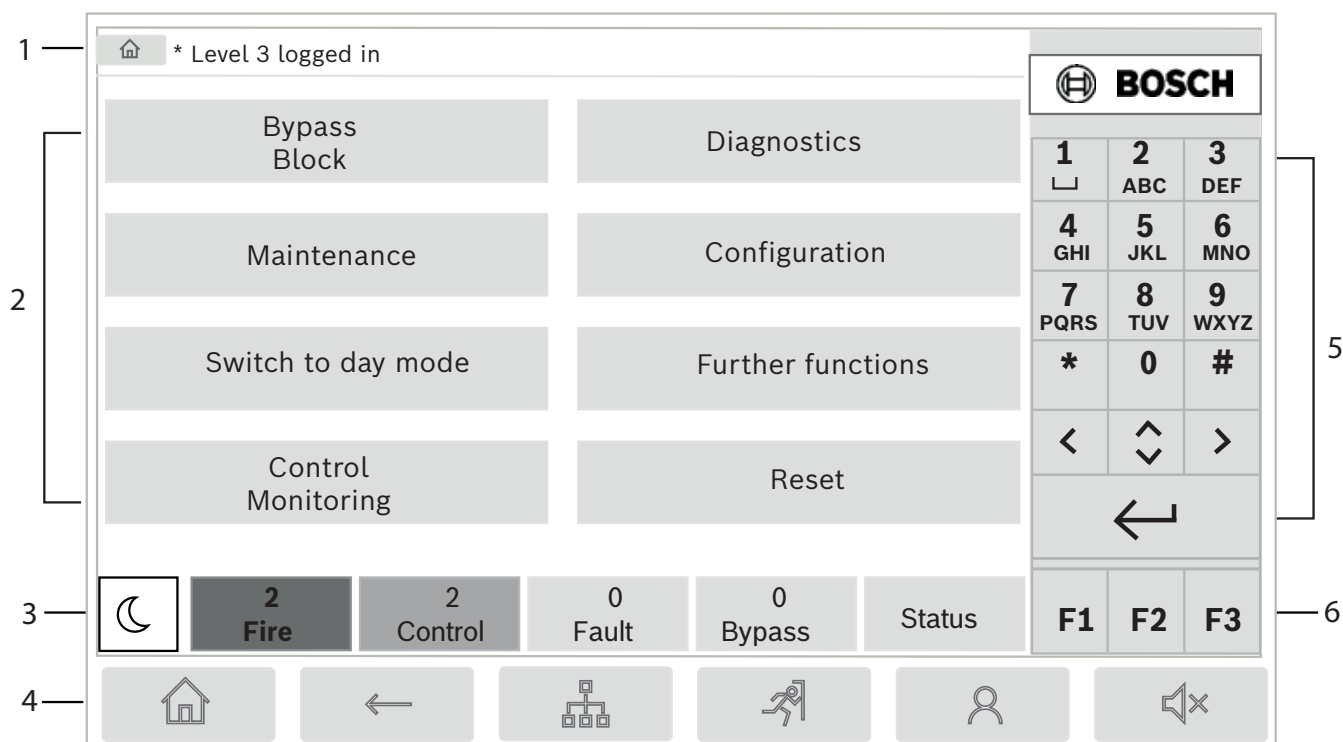 1
* Level 3 logged in
BOSCH
2
Bypass
Block
Diagnostics
Maintenance
Configuration
Switch to day mode
Further functions
Control
Monitoring
Reset
1 2 3
ABC DEF
4 5 6
GHI JKL MNO
7 8 9
PQRS TUV WXYZ
* 0 #
5
3
2
Fire
2
Control
0
Fault
0
Bypass
Status
F1 F2 F3
6
4